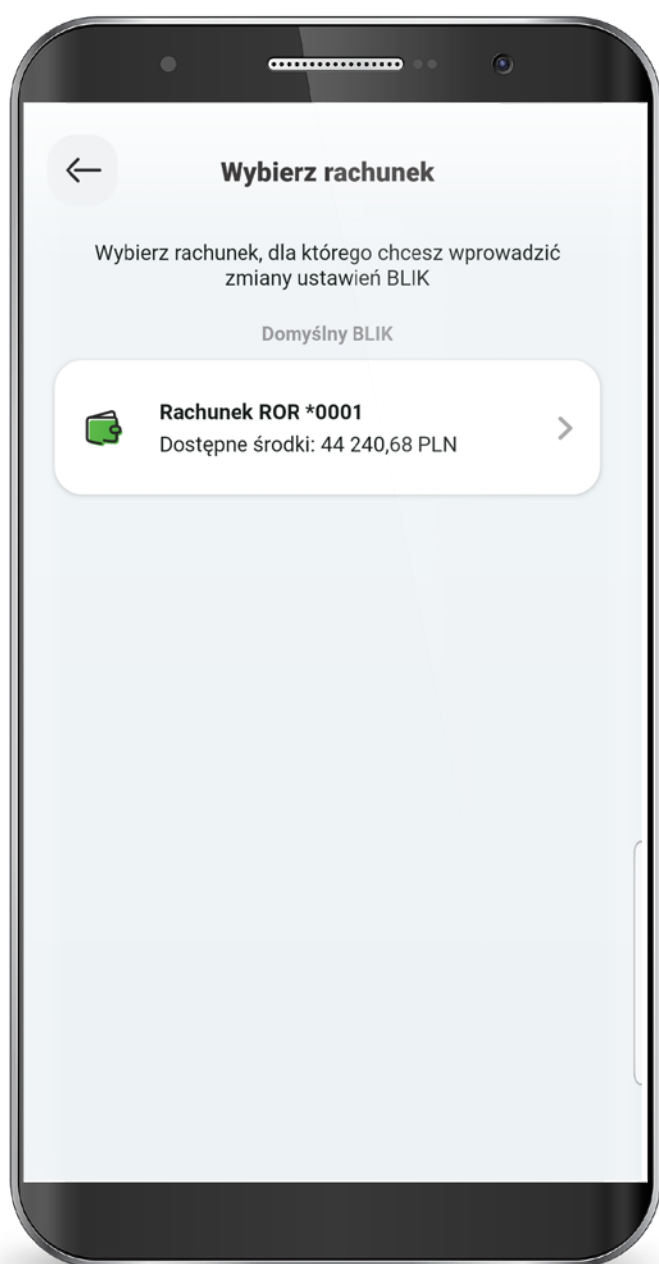 Wybierz rachunek
Wybierz rachunek, dla którego chcesz wprowadzić
zmiany ustawień BLIK
Domyślny BLIK
Rachunek ROR *0001
Dostępne środki: 44 240,68 PLN